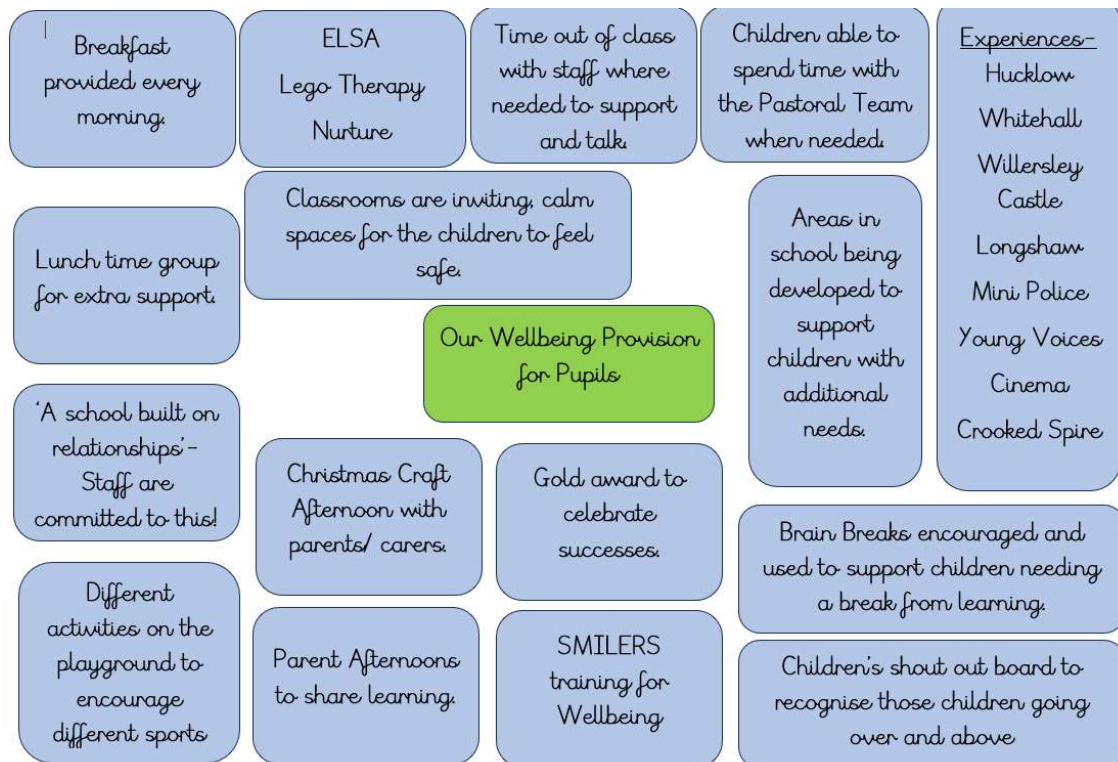 Breakfast
provided every
morning.
ELSA
Lego Therapy
Nurture
Time out of class
with staff where
needed to support
and talk.
Children able to
spend time with
the Pastoral Team
when needed.
Experiences-
Hucklow
Whitehall
Willersley
Castle
Longshaw
Mini Police
Young Voices
Cinema
Crooked Spire
Classrooms are inviting, calm
spaces for the children to feel
safe.
Lunch time group
for extra support.
Areas in
school being
developed to
support
children with
additional
needs.
Our Wellbeing Provision
for Pupils
'A school built on
relationships'-
Staff are
committed to this!
Christmas Craft
Afternoon with
parents/ carers.
Gold award to
celebrate
successes.
Brain Breaks encouraged and
used to support children needing
a break from learning.
Different
activities on the
playground to
encourage
different sports
Parent Afternoons
to share learning.
SMILERS
training for
Wellbeing
Children's shout out board to
recognise those children going
over and above